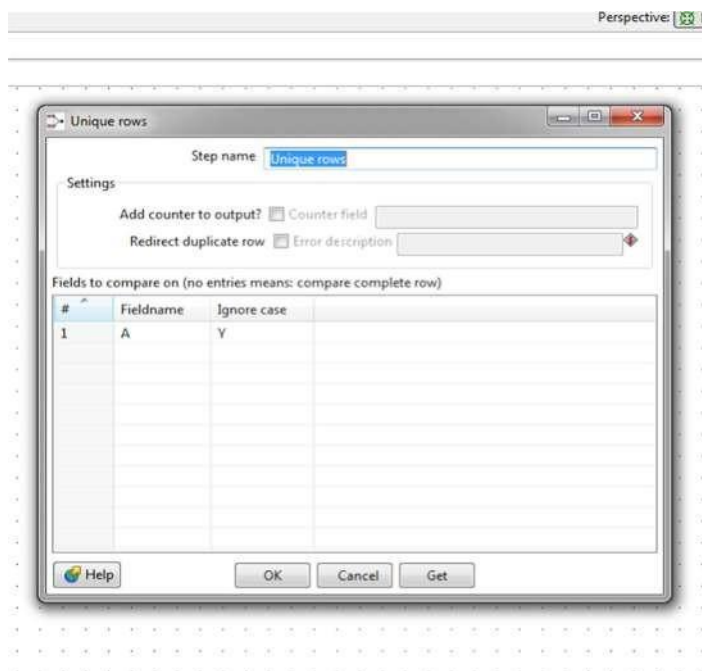 Perspective:
Unique rows
Step name Unique rows
Settings
Add counter to output? Counter field
Redirect duplicate row Error description
Fields to compare on (no entries means: compare complete row)
# Fieldname Ignore case
1 A Y
Help OK Cancel Get